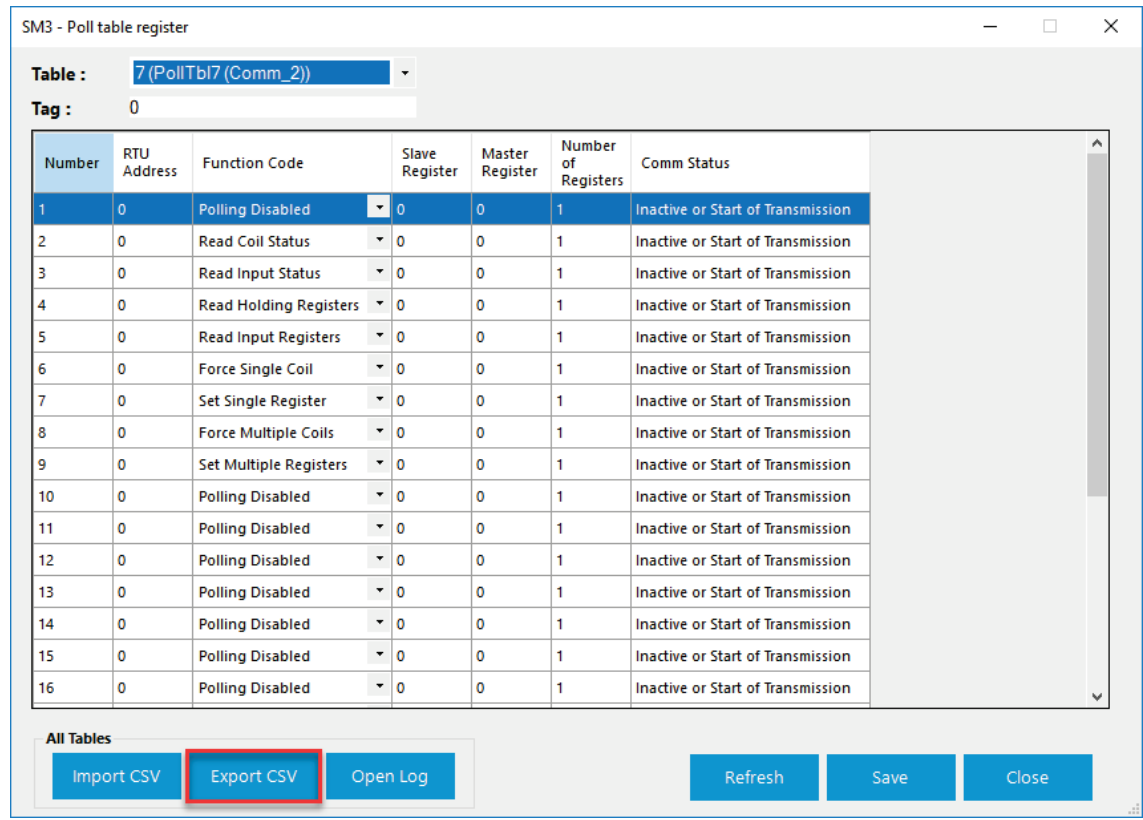 SM3 - Poll table register
Table : 7 (PollTbl7 (Comm_2))
Tag : 0
Number RTU Address Function Code Slave Register Master Register Number of Registers Comm Status
1 0 Polling Disabled 0 0 1 Inactive or Start of Transmission
2 0 Read Coil Status 0 0 1 Inactive or Start of Transmission
3 0 Read Input Status 0 0 1 Inactive or Start of Transmission
4 0 Read Holding Registers 0 0 1 Inactive or Start of Transmission
5 0 Read Input Registers 0 0 1 Inactive or Start of Transmission
6 0 Force Single Coil 0 0 1 Inactive or Start of Transmission
7 0 Set Single Register 0 0 1 Inactive or Start of Transmission
8 0 Force Multiple Coils 0 0 1 Inactive or Start of Transmission
9 0 Set Multiple Registers 0 0 1 Inactive or Start of Transmission
10 0 Polling Disabled 0 0 1 Inactive or Start of Transmission
11 0 Polling Disabled 0 0 1 Inactive or Start of Transmission
12 0 Polling Disabled 0 0 1 Inactive or Start of Transmission
13 0 Polling Disabled 0 0 1 Inactive or Start of Transmission
14 0 Polling Disabled 0 0 1 Inactive or Start of Transmission
15 0 Polling Disabled 0 0 1 Inactive or Start of Transmission
16 0 Polling Disabled 0 0 1 Inactive or Start of Transmission
All Tables
Import CSV Export CSV Open Log Refresh Save Close